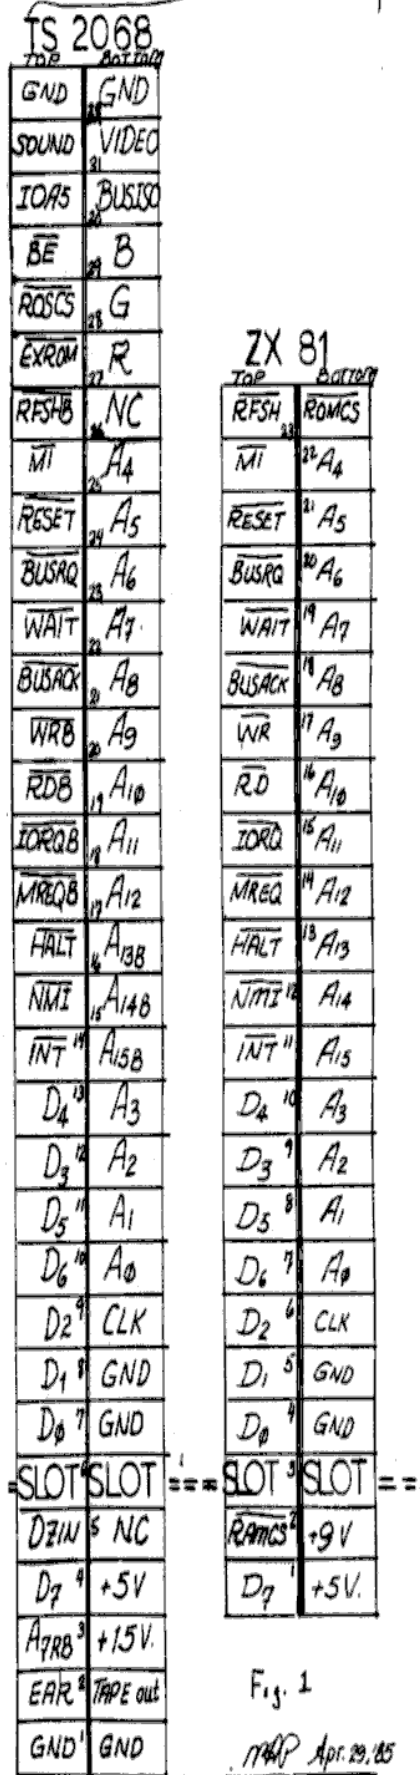 TS 2068
TOP BOTTOM
GND GND
SOUND 31 VIDEO
IOA5 30 BUSISO
BE 29 B
ROSCS 28 G
EXROM 27 R
RFSHB 26 NC
M1 25 A4
RESET 24 A5
BUSRQ 23 A6
WAIT 22 A7
BUSACK 21 A8
WRB 20 A9
RDB 19 A10
IORQB 18 A11
MREQB 17 A12
HALT 16 A13B
NMI 15 A14B
INT 14 A15B
D4 13 A3
D3 12 A2
D5 11 A1
D6 10 A0
D2 9 CLK
D1 8 GND
D0 7 GND
SLOT 6 SLOT
DZIN 5 NC
D7 4 +5V
A7RB 3 +15V.
EAR 2 TAPE out
GND 1 GND
ZX 81
TOP BOTTOM
RFSH 23 ROMCS
M1 22 A4
RESET 21 A5
BUSRQ 20 A6
WAIT 19 A7
BUSACK 18 A8
WR 17 A9
RD 16 A10
IORQ 15 A11
MREQ 14 A12
HALT 13 A13
NMI 12 A14
INT 11 A15
D4 10 A3
D3 9 A2
D5 8 A1
D6 7 A0
D2 6 CLK
D1 5 GND
D0 4 GND
SLOT 3 SLOT
RAMCS 2 +9V
D7 1 +5V.
Fig. 1
Apr. 29, '85